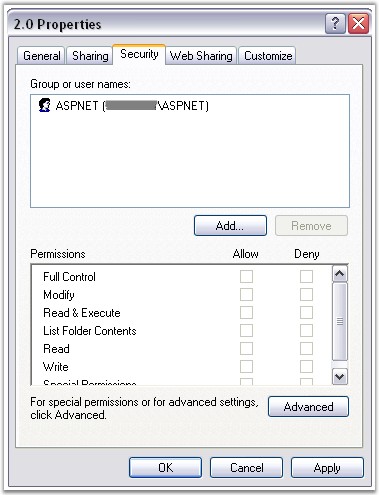 2.0 Properties
General Sharing Security Web Sharing Customize
Group or user names:
ASPNET ( \ASPNET)
Add... Remove
Permissions Allow Deny
Full Control
Modify
Read & Execute
List Folder Contents
Read
Write
Special Permissions
For special permissions or for advanced settings,
click Advanced.
Advanced
OK Cancel Apply